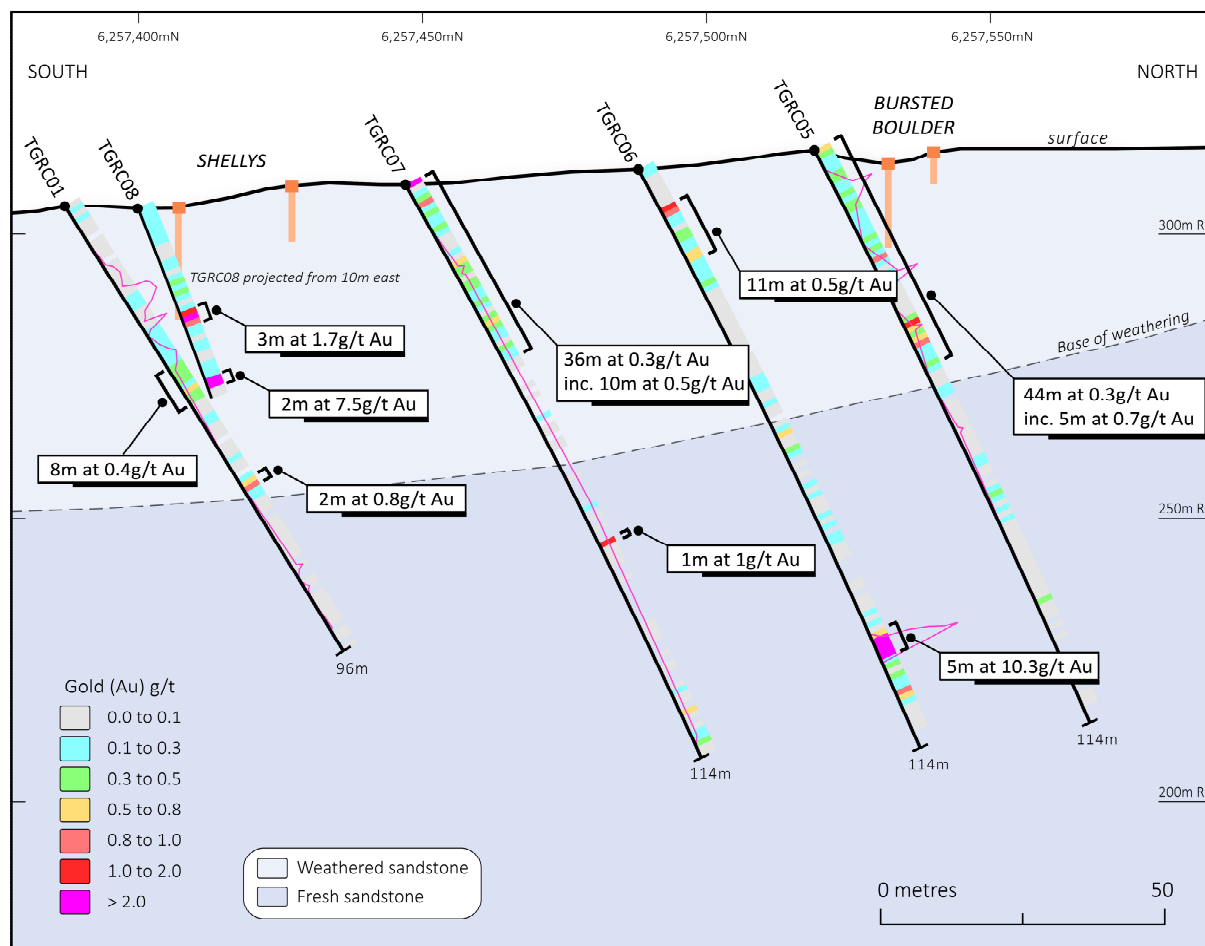 6,257,400mN
6,257,450mN
6,257,500mN
6,257,550mN
SOUTH
NORTH
TGRC01
TGRC08
SHELLYS
TGRC07
TGRC06
TGRC05
BURSTED
BOULDER
surface
300m R
TGRC08 projected from 10m east
11m at 0.5g/t Au
3m at 1.7g/t Au
Base of weathering
36m at 0.3g/t Au
inc. 10m at 0.5g/t Au
2m at 7.5g/t Au
44m at 0.3g/t Au
inc. 5m at 0.7g/t Au
8m at 0.4g/t Au
2m at 0.8g/t Au
250m R
1m at 1g/t Au
5m at 10.3g/t Au
96m
114m
114m
114m
Gold (Au) g/t
0.0 to 0.1
0.1 to 0.3
0.3 to 0.5
0.5 to 0.8
0.8 to 1.0
1.0 to 2.0
> 2.0
200m R
Weathered sandstone
Fresh sandstone
0 metres 50